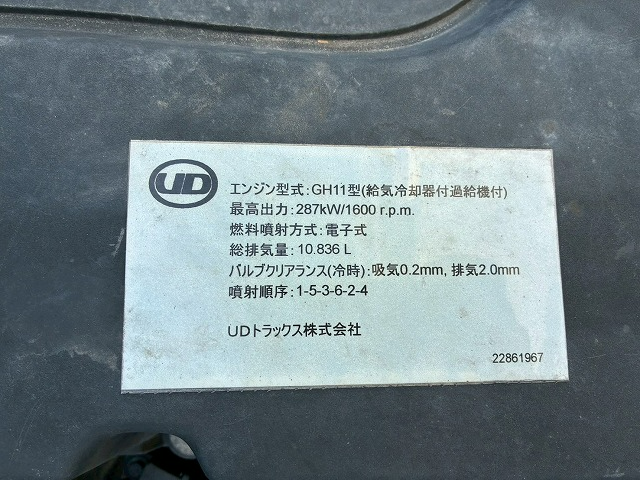 UD
エンジン型式:GH11型(給気冷却器付過給機付)
最高出力:287kW/1600 r.p.m.
燃料噴射方式:電子式
総排気量:10.836 L
バルブクリアランス(冷時):吸気0.2mm, 排気2.0mm
噴射順序:1-5-3-6-2-4
UDトラックス株式会社
22861967